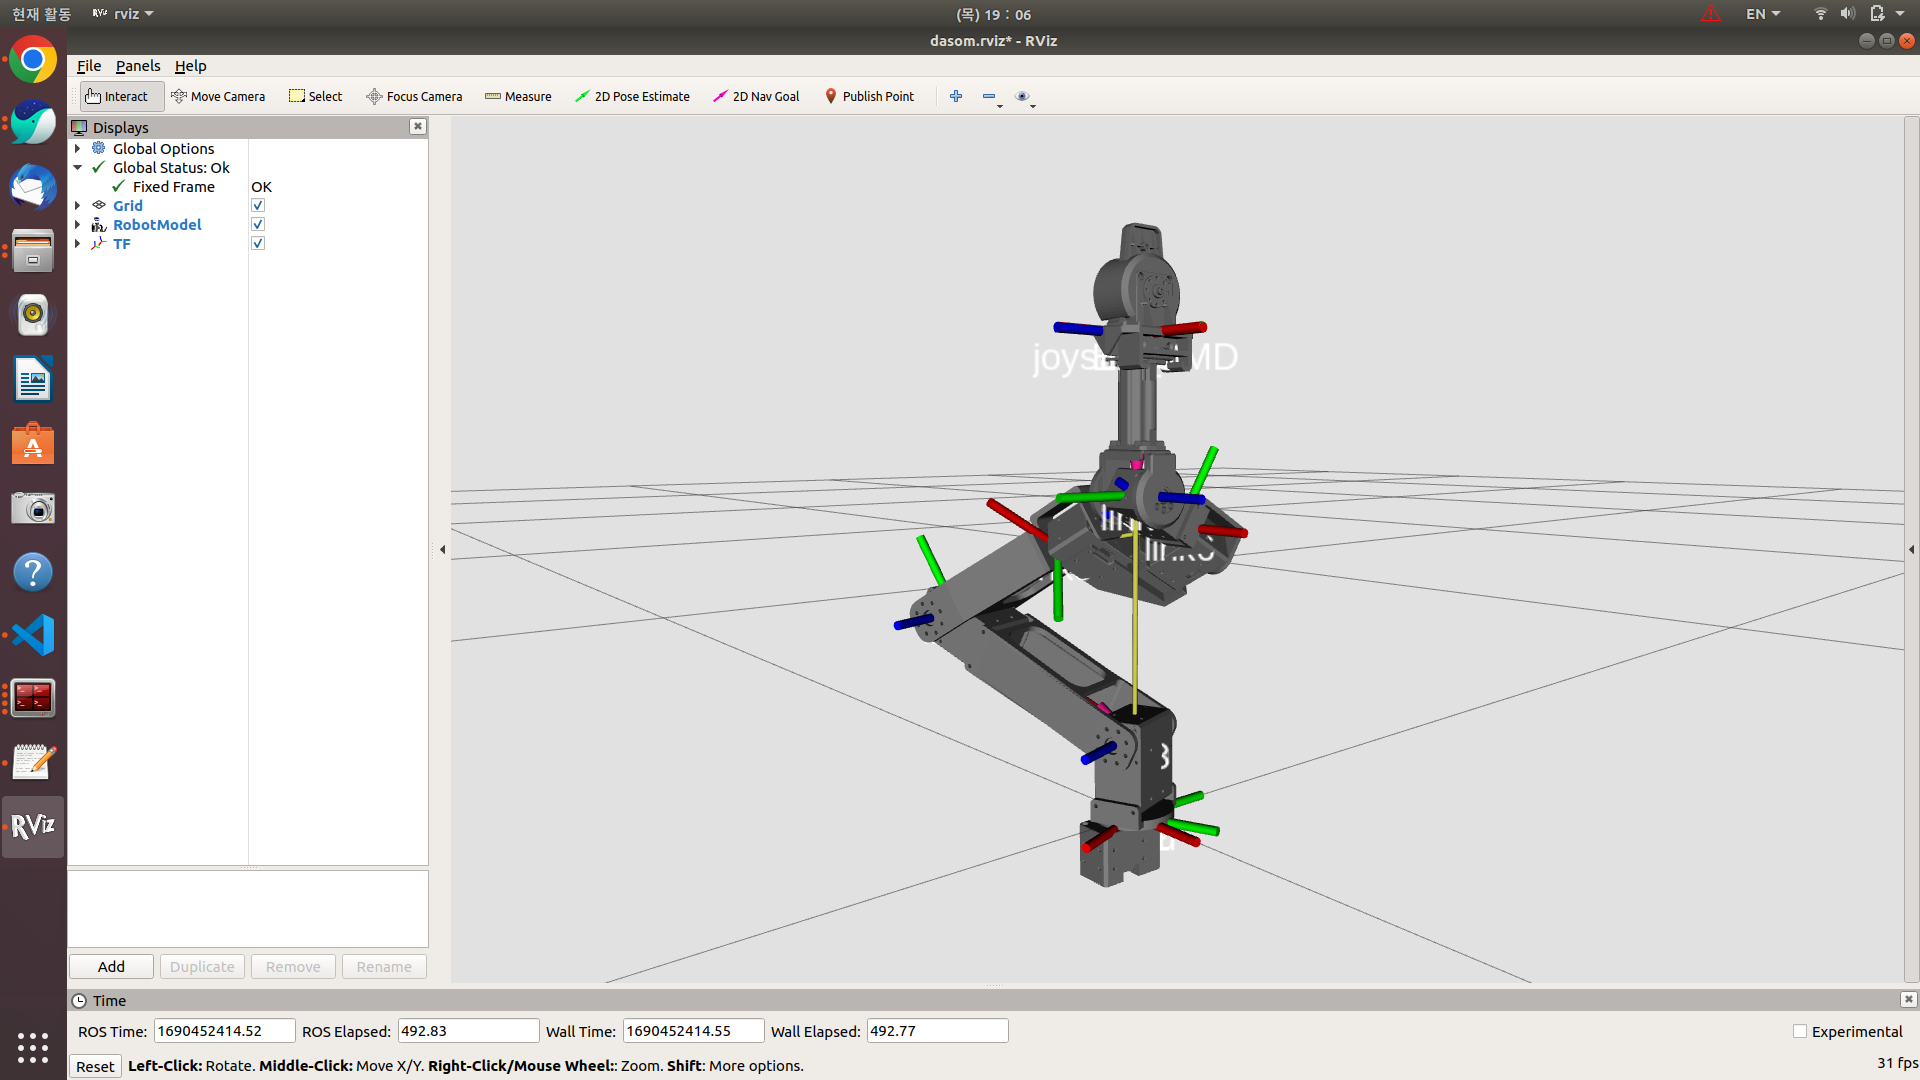 현재 활동
RViz rviz
(목) 19 : 06
EN
dasom.rviz* - RViz
File Panels Help
Interact Move Camera Select Focus Camera Measure 2D Pose Estimate 2D Nav Goal Publish Point
Displays
Global Options
Global Status: Ok
Fixed Frame OK
Grid
RobotModel
TF
RViz
Add Duplicate Remove Rename
Time
ROS Time: 1690452414.52 ROS Elapsed: 492.83 Wall Time: 1690452414.55 Wall Elapsed: 492.77 Experimental
Reset Left-Click: Rotate. Middle-Click: Move X/Y. Right-Click/Mouse Wheel:: Zoom. Shift: More options.
31 fps